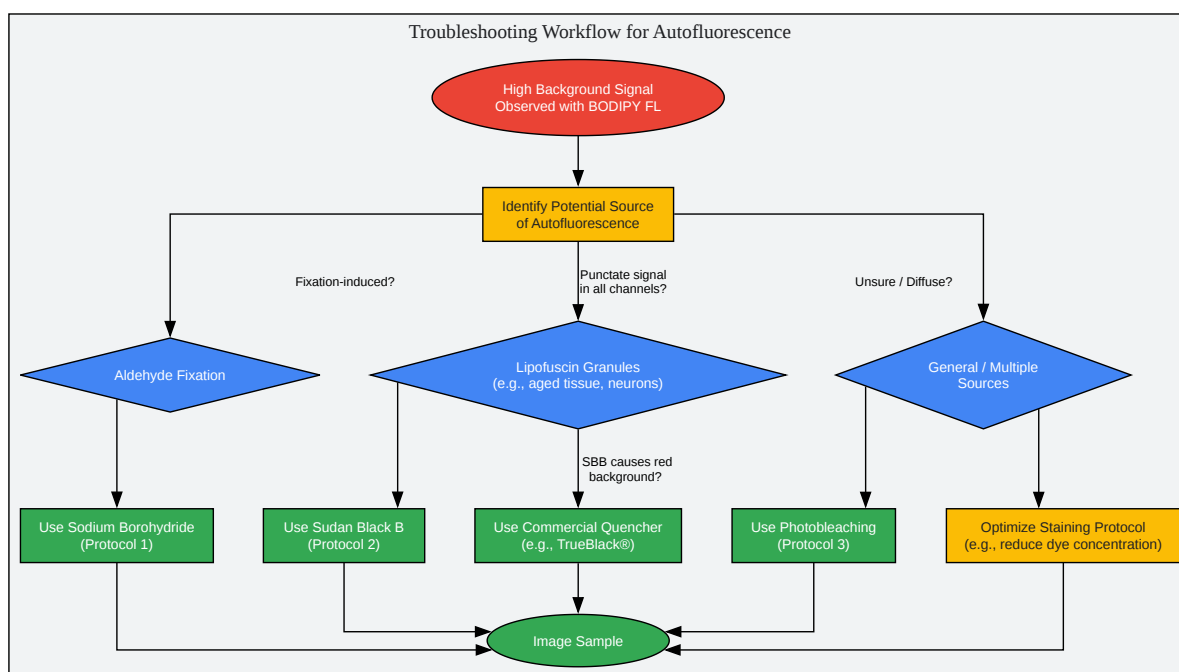 Troubleshooting Workflow for Autofluorescence
High Background Signal
Observed with BODIPY FL
Identify Potential Source
of Autofluorescence
Fixation-induced?
Punctate signal
in all channels?
Unsure / Diffuse?
Aldehyde Fixation
Lipofuscin Granules
(e.g., aged tissue, neurons)
General / Multiple
Sources
SBB causes red
background?
Use Sodium Borohydride
(Protocol 1)
Use Sudan Black B
(Protocol 2)
Use Commercial Quencher
(e.g., TrueBlack®)
Use Photobleaching
(Protocol 3)
Optimize Staining Protocol
(e.g., reduce dye concentration)
Image Sample